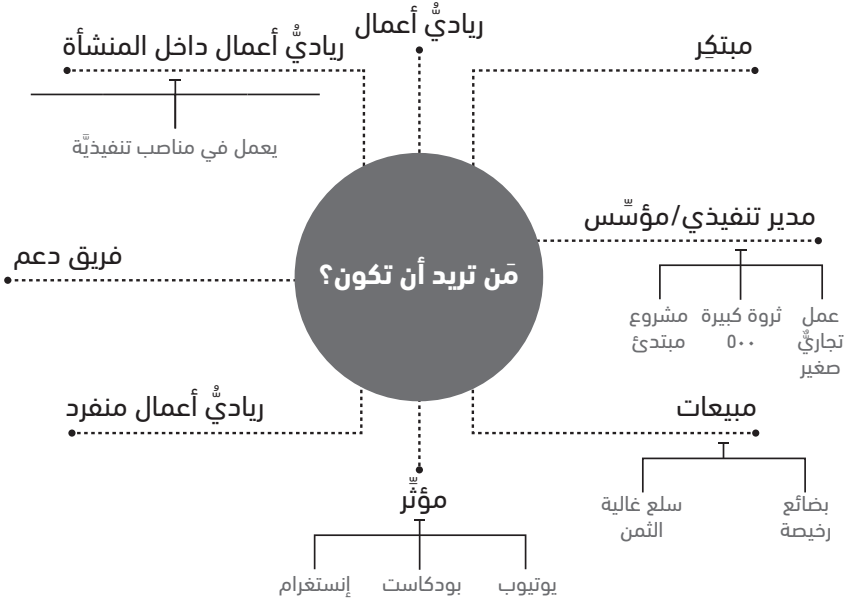 رياديُّ أعمال
مبتكِر
رياديُّ أعمال داخل المنشأة
يعمل في مناصب تنفيذيَّة
مدير تنفيذي/مؤسِّس
عمل
تجاريٌّ
صغير
ثروة كبيرة
٥٠٠
مشروع
مبتدئ
فريق دعم
مَن تريد أن تكون؟
مبيعات
بضائع
رخيصة
سلع غالية
الثمن
رياديُّ أعمال منفرد
مؤثِّر
يوتيوب
بودكاست
إنستغرام